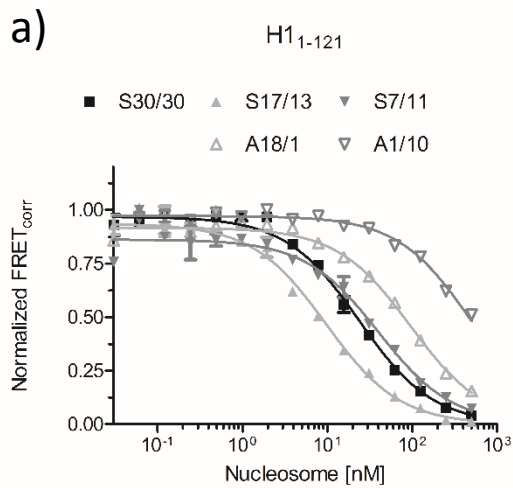 a)
H1₁₋₁₂₁
S30/30 S17/13 S7/11
A18/1 A1/10
Normalized FRETcorr
1.00
0.75
0.50
0.25
0.00
10⁻¹ 10⁰ 10¹ 10² 10³
Nucleosome [nM]